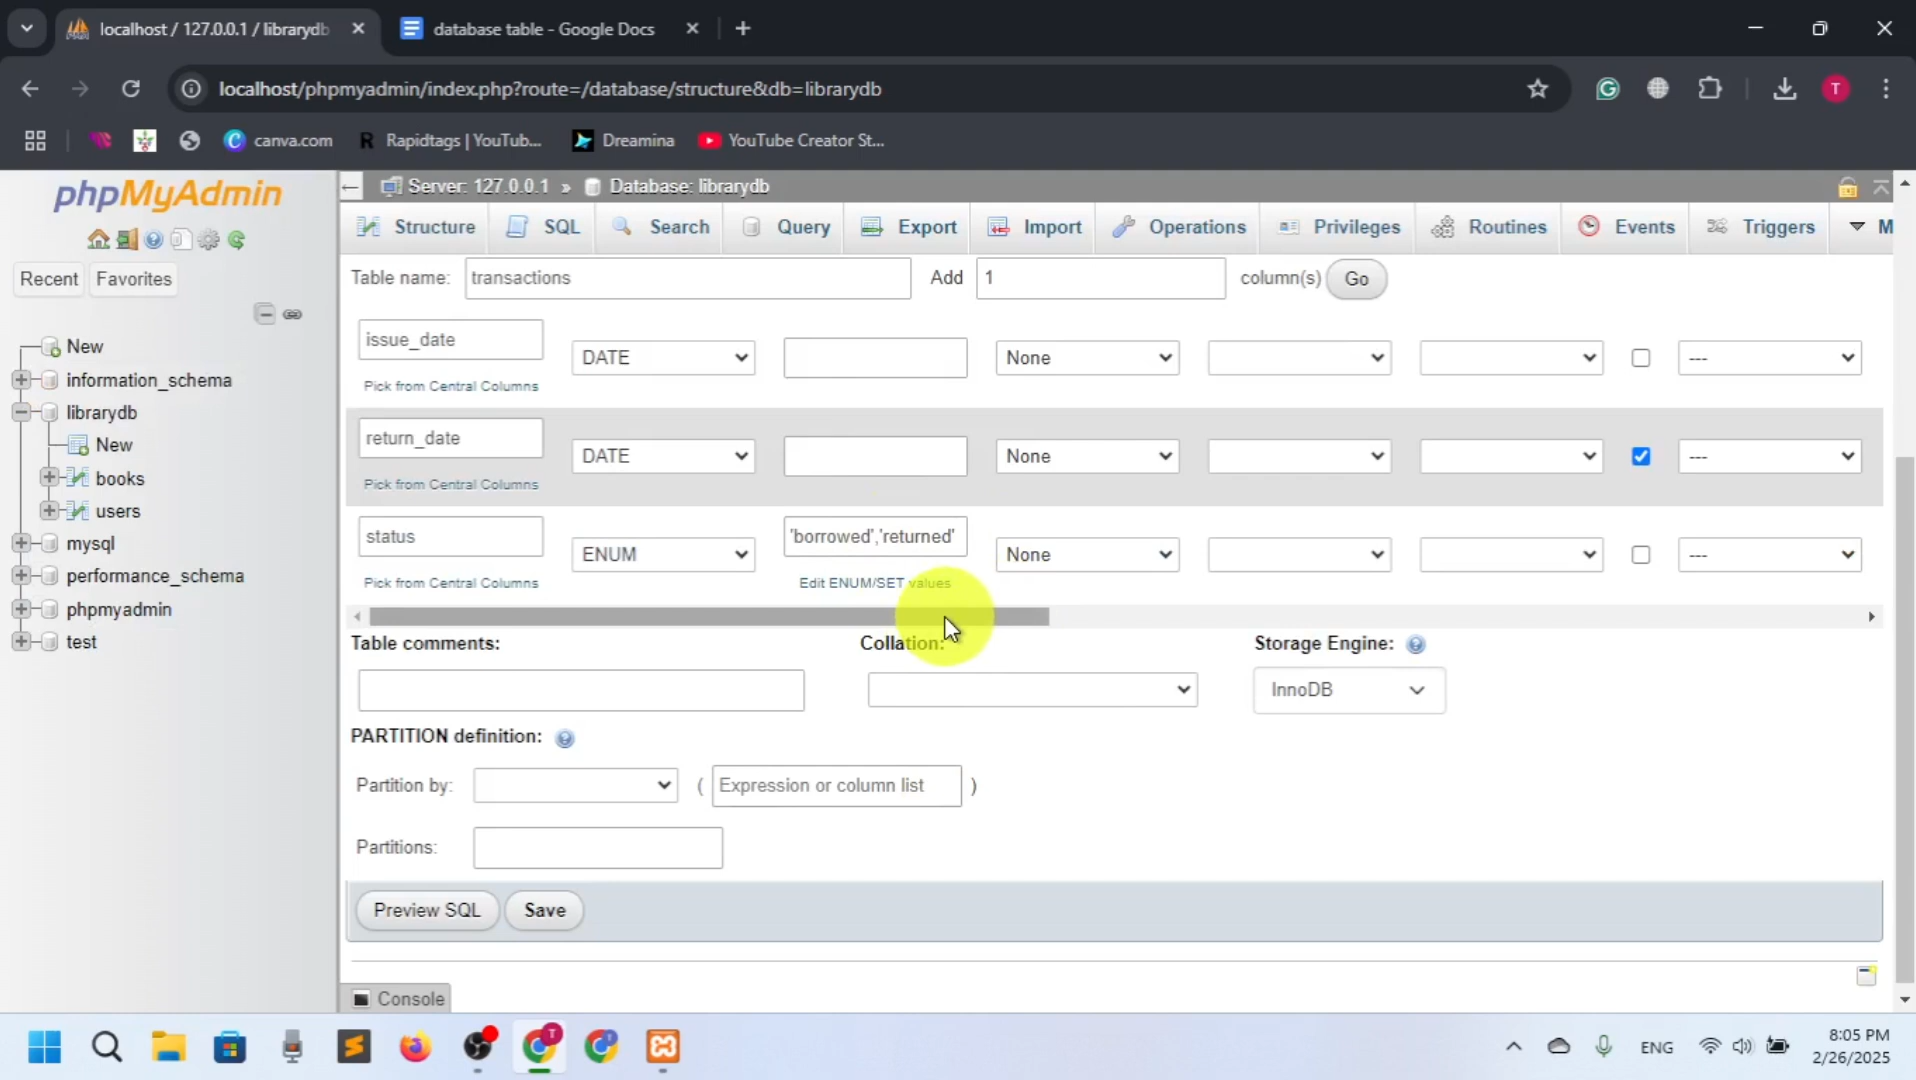 localhost / 127.0.0.1 / librarydb
database table - Google Docs
localhost/phpmyadmin/index.php?route=/database/structure&db=librarydb
T
canva.com
Rapidtags | YouTub...
Dreamina
YouTube Creator St...
phpMyAdmin
Recent
Favorites
New
information_schema
librarydb
New
books
users
mysql
performance_schema
phpmyadmin
test
Server: 127.0.0.1 » Database: librarydb
Structure
SQL
Search
Query
Export
Import
Operations
Privileges
Routines
Events
Triggers
M
Table name: transactions Add 1 column(s) Go
issue_date
DATE
None
---
Pick from Central Columns
return_date
DATE
None
---
Pick from Central Columns
status
ENUM
'borrowed','returned'
None
---
Pick from Central Columns
Edit ENUM/SET values
Table comments:
Collation:
Storage Engine:
InnoDB
PARTITION definition:
Partition by:
( Expression or column list )
Partitions:
Preview SQL
Save
Console
ENG
8:05 PM
2/26/2025